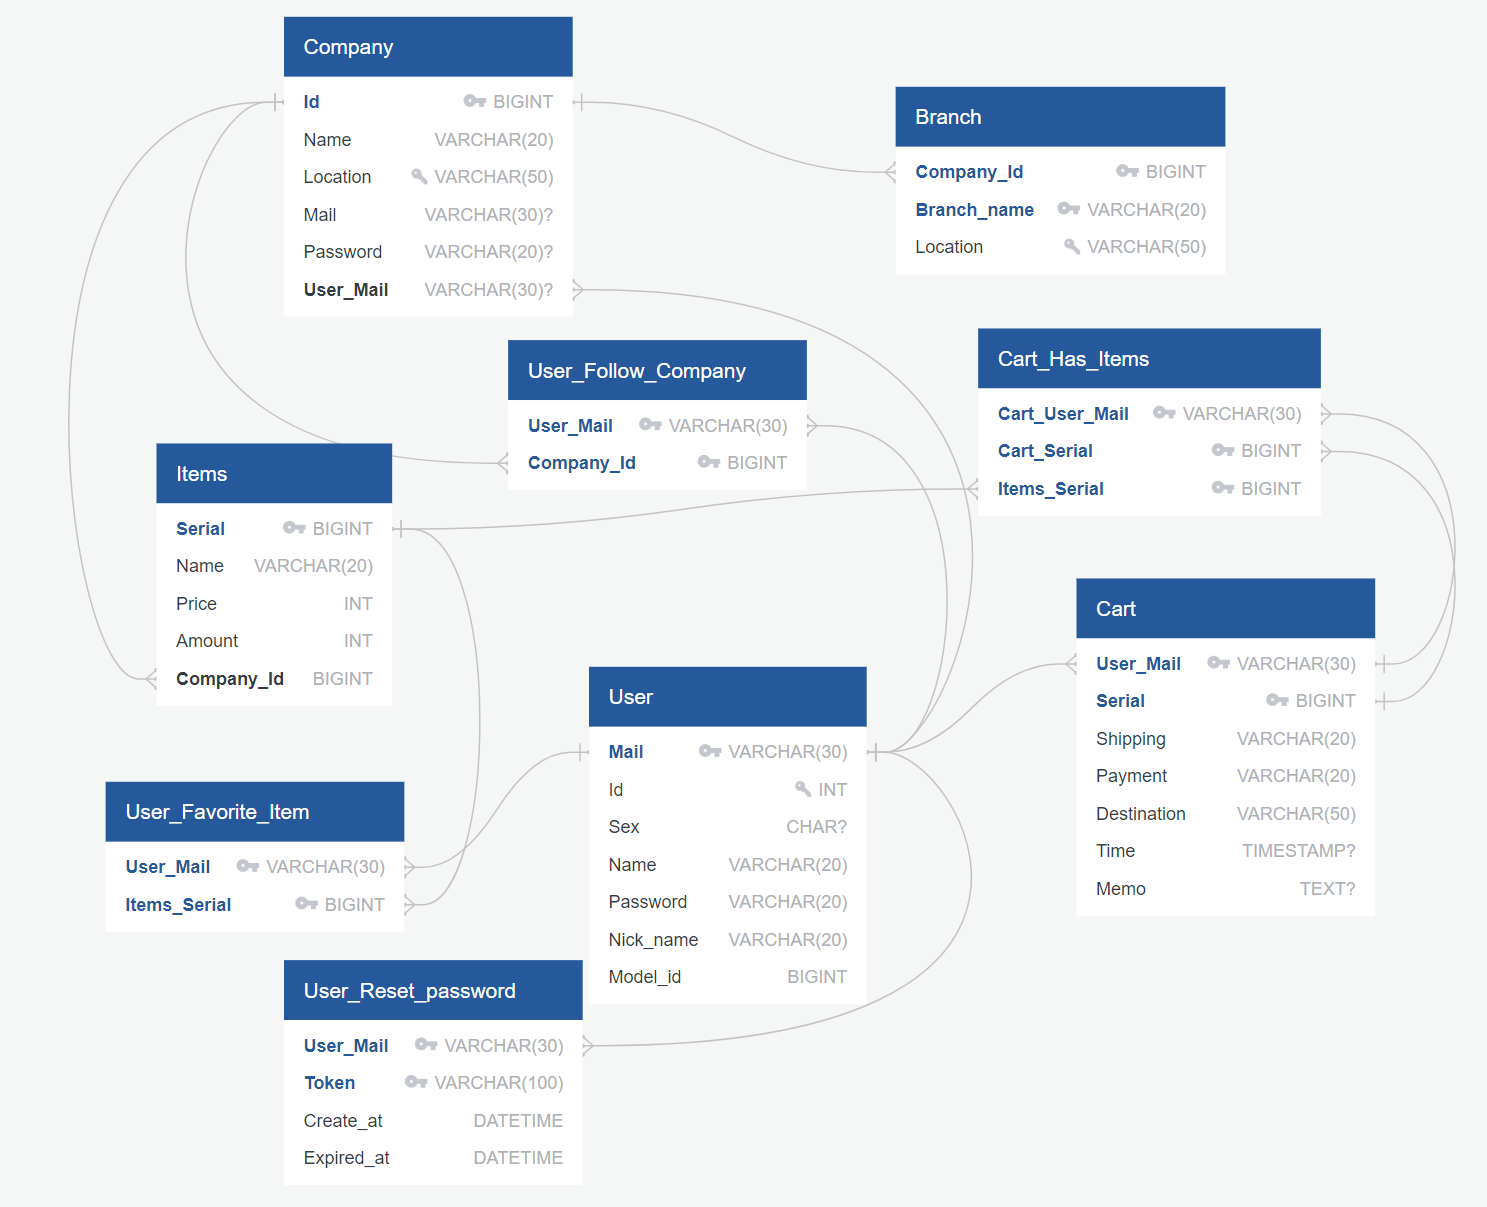 Company
Id BIGINT
Name VARCHAR(20)
Location VARCHAR(50)
Mail VARCHAR(30)?
Password VARCHAR(20)?
User_Mail VARCHAR(30)?
Branch
Company_Id BIGINT
Branch_name VARCHAR(20)
Location VARCHAR(50)
User_Follow_Company
User_Mail VARCHAR(30)
Company_Id BIGINT
Cart_Has_Items
Cart_User_Mail VARCHAR(30)
Cart_Serial BIGINT
Items_Serial BIGINT
Items
Serial BIGINT
Name VARCHAR(20)
Price INT
Amount INT
Company_Id BIGINT
User
Mail VARCHAR(30)
Id INT
Sex CHAR?
Name VARCHAR(20)
Password VARCHAR(20)
Nick_name VARCHAR(20)
Model_id BIGINT
Cart
User_Mail VARCHAR(30)
Serial BIGINT
Shipping VARCHAR(20)
Payment VARCHAR(20)
Destination VARCHAR(50)
Time TIMESTAMP?
Memo TEXT?
User_Favorite_Item
User_Mail VARCHAR(30)
Items_Serial BIGINT
User_Reset_password
User_Mail VARCHAR(30)
Token VARCHAR(100)
Create_at DATETIME
Expired_at DATETIME